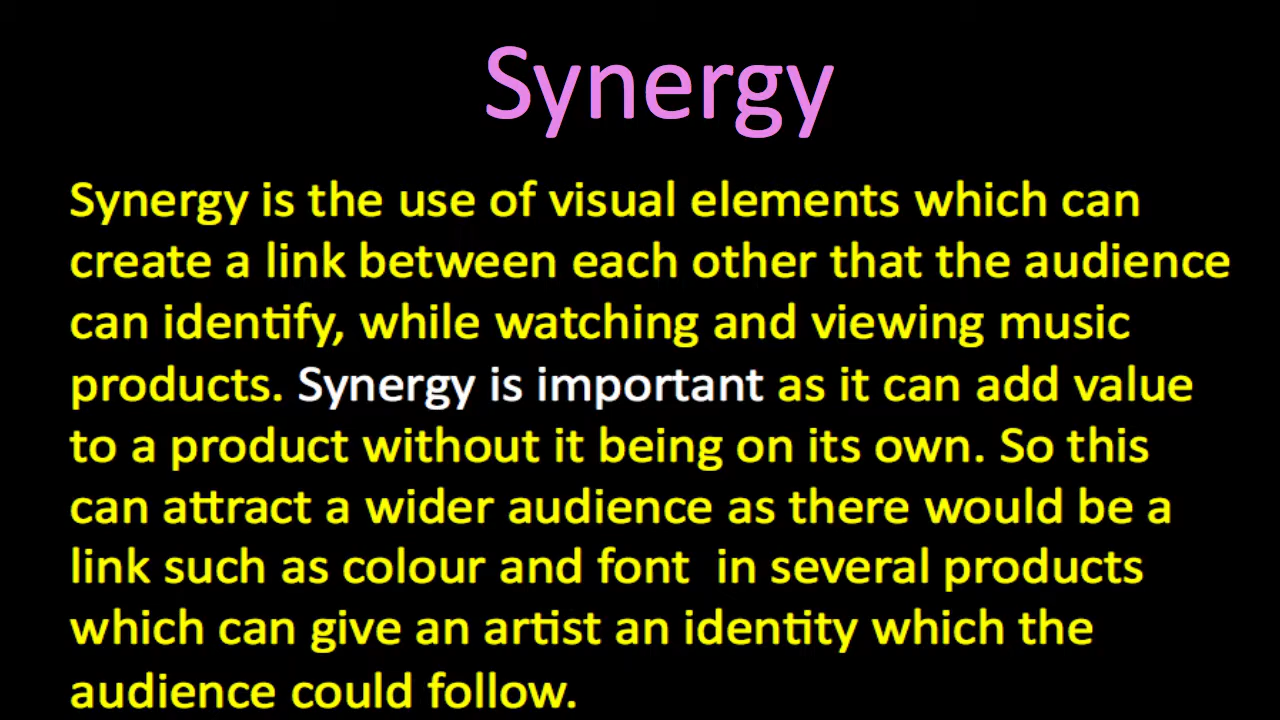 Synergy
Synergy is the use of visual elements which can
create a link between each other that the audience
can identify, while watching and viewing music
products. Synergy is important as it can add value
to a product without it being on its own. So this
can attract a wider audience as there would be a
link such as colour and font  in several products
which can give an artist an identity which the
audience could follow.